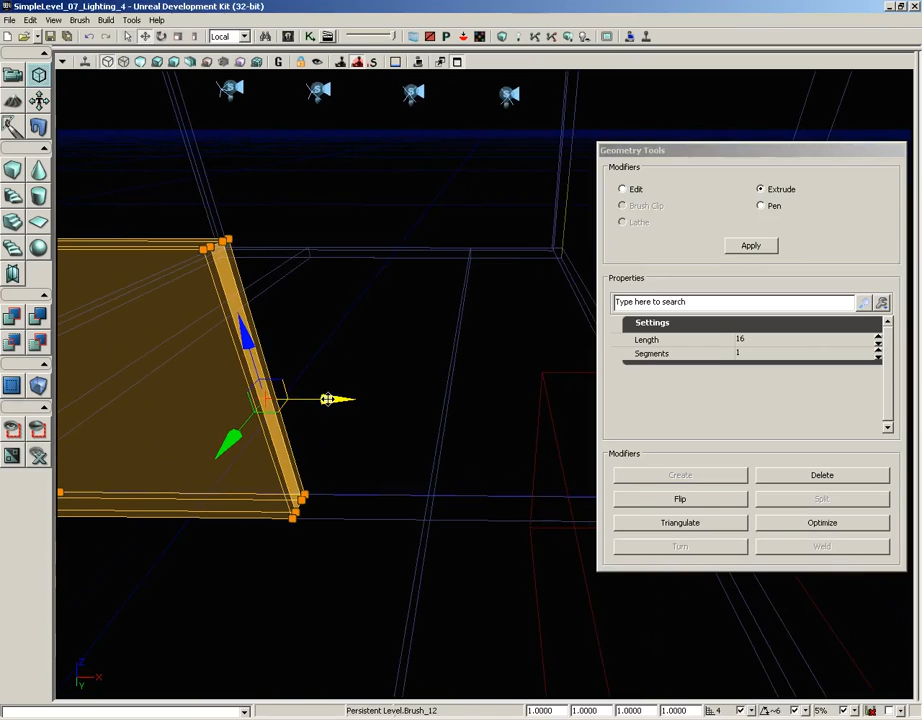 SimpleLevel_07_Lighting_4 - Unreal Development Kit (32-bit)
File Edit View Brush Build Tools Help
Local
G
S
Geometry Tools
Modifiers
Edit
Extrude
Brush Clip
Pen
Lathe
Apply
Properties
Type here to search
Settings
Length 16
Segments 1
Modifiers
Create Delete
Flip Split
Triangulate Optimize
Turn Weld
Z
X
Y
Persistent Level.Brush_12
1.0000 1.0000 1.0000 1.0000
4
~6
5%